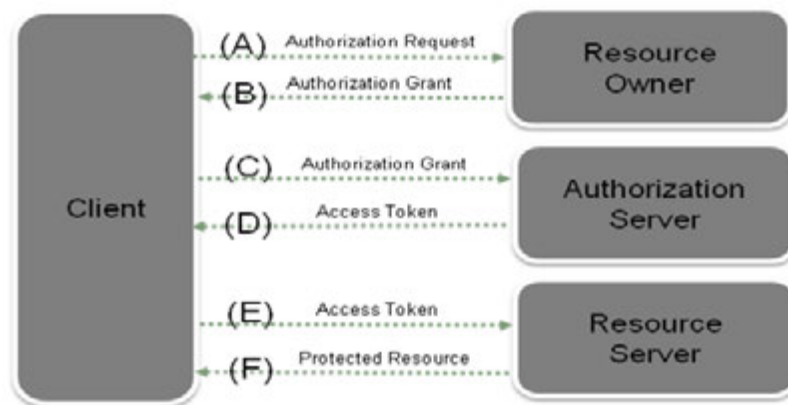 (A) Authorization Request
Resource
Owner
(B) Authorization Grant
(C) Authorization Grant
Client
Authorization
Server
(D) Access Token
(E) Access Token
Resource
Server
(F) Protected Resource